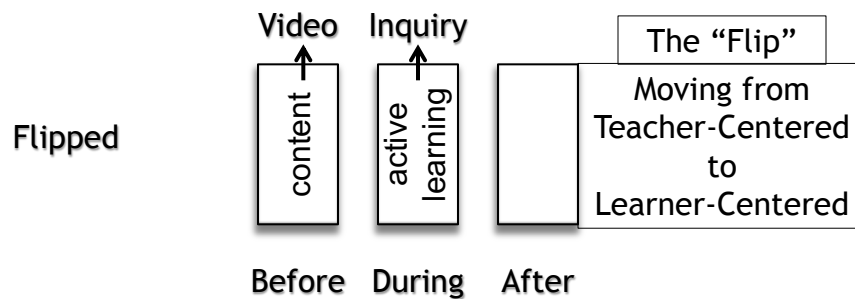 Video Inquiry
The “Flip”
content
active
learning
Moving from
Teacher-Centered
to
Learner-Centered
Flipped
Before During After